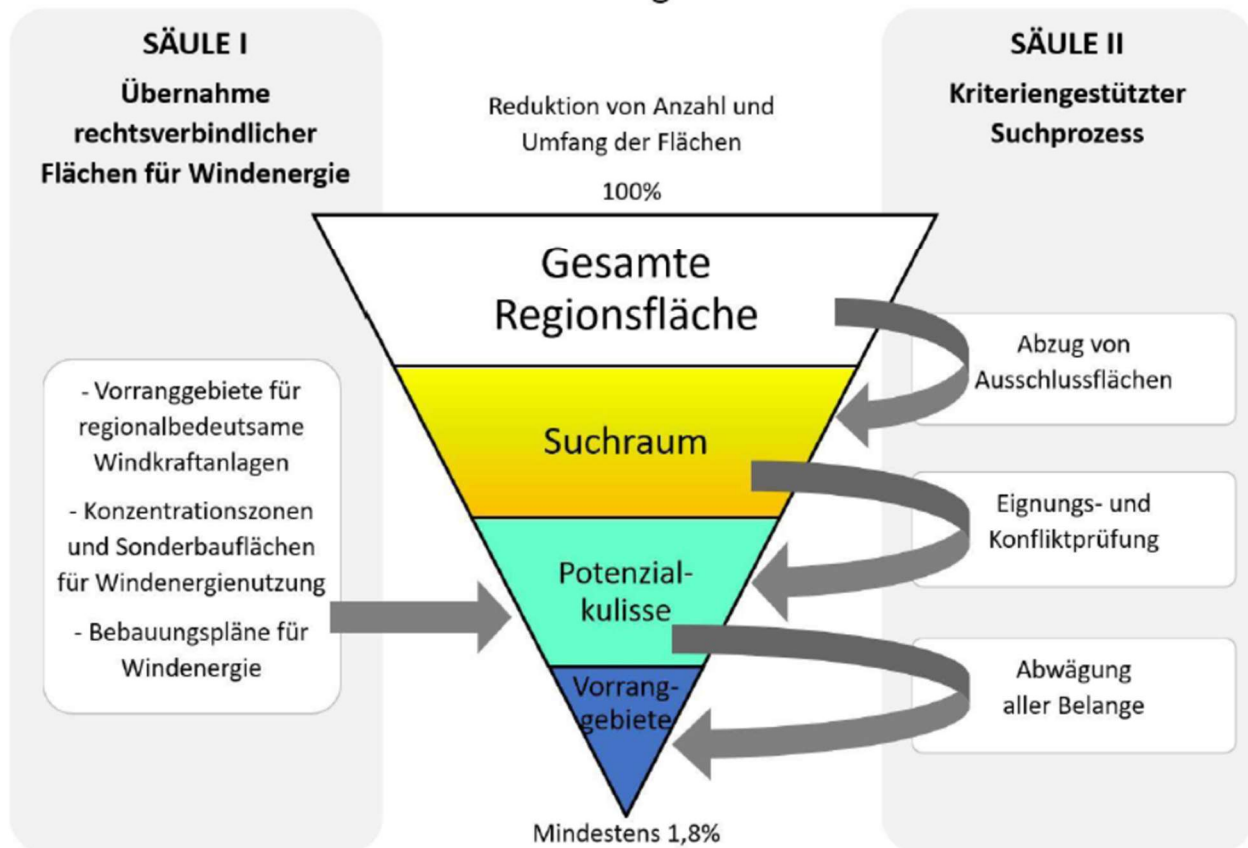 SÄULE I
Übernahme
rechtsverbindlicher
Flächen für Windenergie
- Vorranggebiete für
regionalbedeutsame
Windkraftanlagen
- Konzentrationszonen
und Sonderbauflächen
für Windenergienutzung
- Bebauungspläne für
Windenergie
Reduktion von Anzahl und
Umfang der Flächen
100%
Gesamte
Regionsfläche
Suchraum
Potenzial-
kulisse
Vorrang-
gebiete
Mindestens 1,8%
SÄULE II
Kriteriengestützter
Suchprozess
Abzug von
Ausschlussflächen
Eignungs- und
Konfliktprüfung
Abwägung
aller Belange